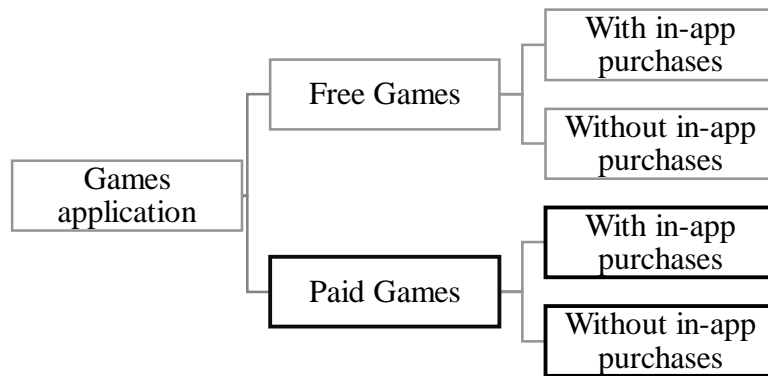 With in-app
purchases
Free Games
Without in-app
purchases
Games
application
With in-app
purchases
Paid Games
Without in-app
purchases